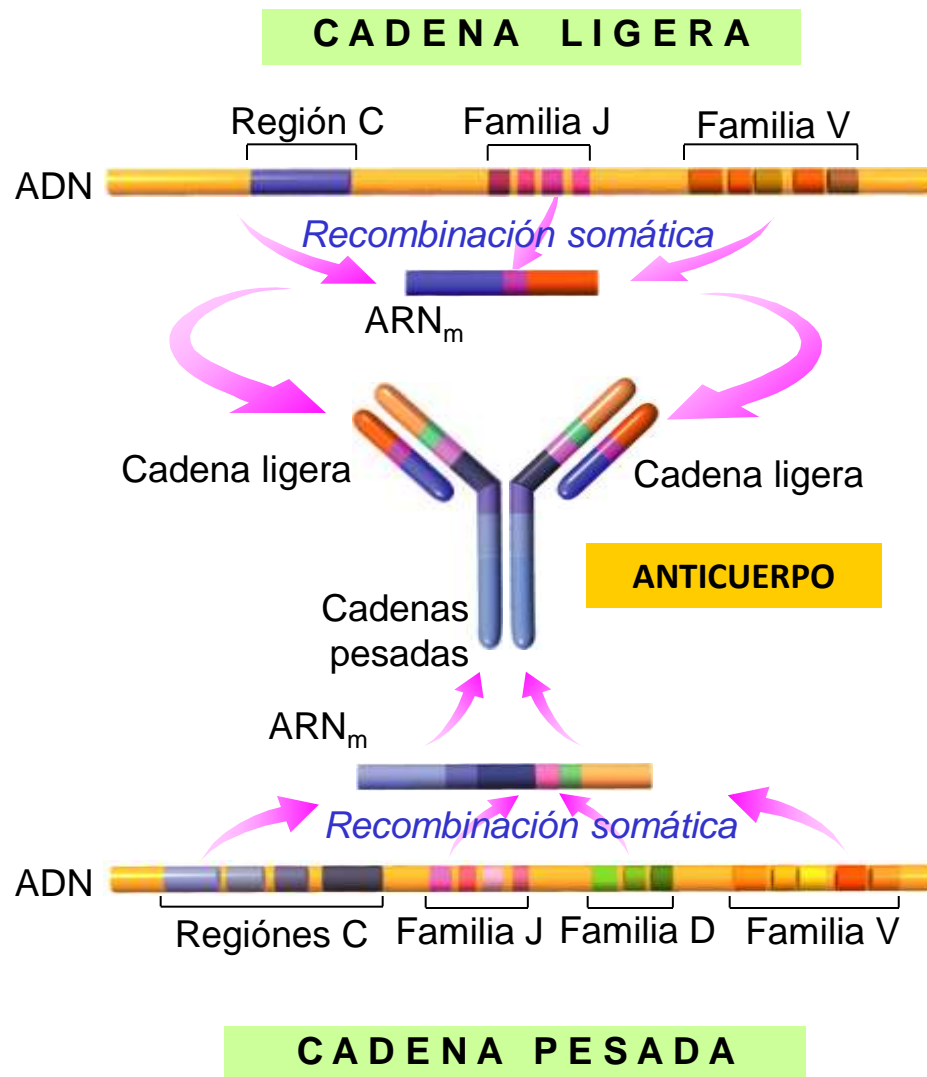 CADENA LIGERA
Región C
Familia J
Familia V
ADN
Recombinación somática
ARNm
Cadena ligera
Cadena ligera
ANTICUERPO
Cadenas
pesadas
ARNm
Recombinación somática
ADN
Regiónes C
Familia J
Familia D
Familia V
CADENA PESADA